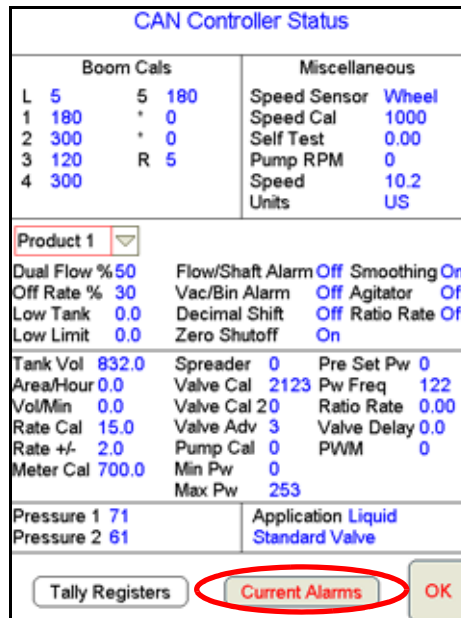 CAN Controller Status
Boom Cals
L 5 5 180
1 180 * 0
2 300 * 0
3 120 R 5
4 300
Miscellaneous
Speed Sensor Wheel
Speed Cal 1000
Self Test 0.00
Pump RPM 0
Speed 10.2
Units US
Product 1
Dual Flow % 50 Flow/Shaft Alarm Off Smoothing On
Off Rate % 30 Vac/Bin Alarm Off Agitator Of
Low Tank 0.0 Decimal Shift Off Ratio Rate Of
Low Limit 0.0 Zero Shutoff On
Tank Vol 832.0 Spreader 0 Pre Set Pw 0
Area/Hour 0.0 Valve Cal 2123 Pw Freq 122
Vol/Min 0.0 Valve Cal 2 0 Ratio Rate 0.00
Rate Cal 15.0 Valve Adv 3 Valve Delay 0.0
Rate +/- 2.0 Pump Cal 0 PWM 0
Meter Cal 700.0 Min Pw 0
Max Pw 253
Pressure 1 71
Pressure 2 61
Application Liquid
Standard Valve
Tally Registers Current Alarms OK